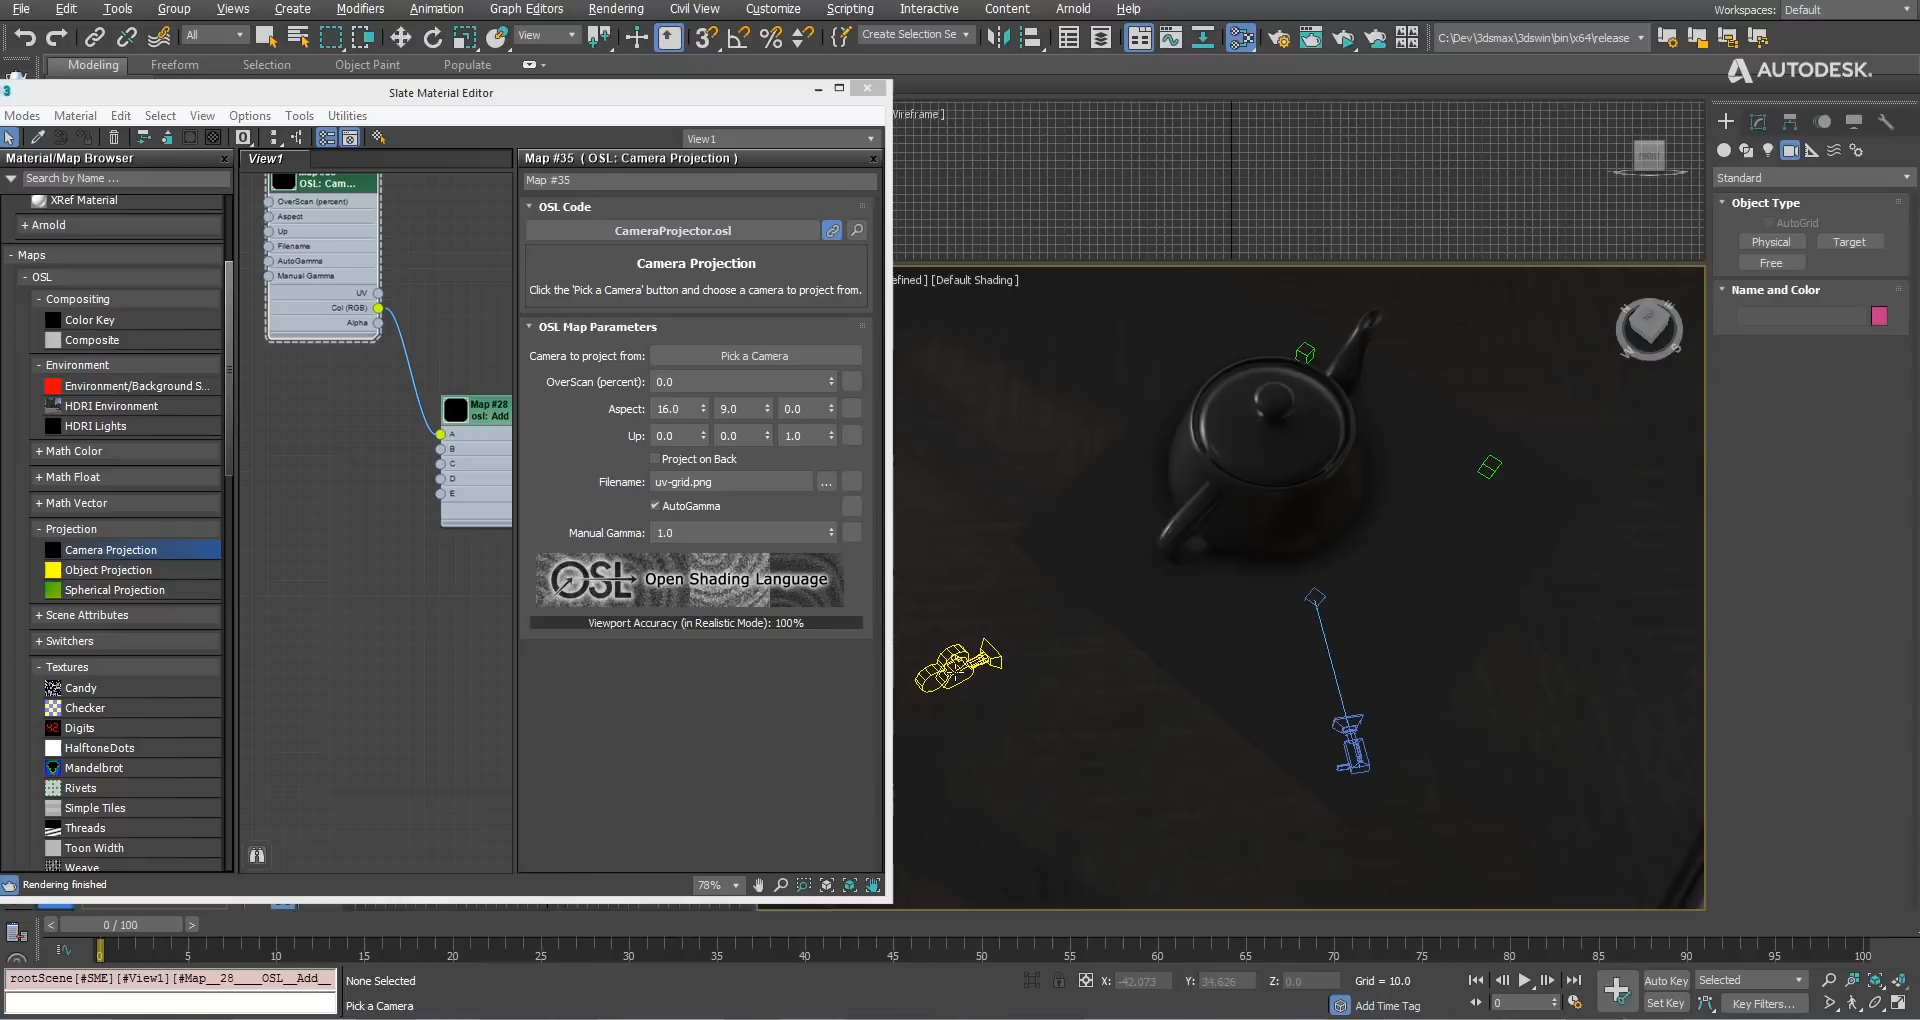 File Edit Tools Group Views Create Modifiers Animation Graph Editors Rendering Civil View Customize Scripting Interactive Content Arnold Help
Workspaces: Default
All
View
Create Selection Se
C:\Dev\3dsmax\3dswin\bin\x64\release
Modeling Freeform Selection Object Paint Populate
AUTODESK.
3
Slate Material Editor
Modes Material Edit Select View Options Tools Utilities
View1
Material/Map Browser
Search by Name ...
XRef Material
+ Arnold
- Maps
- OSL
- Compositing
Color Key
Composite
- Environment
Environment/Background S...
HDRI Environment
HDRI Lights
+ Math Color
+ Math Float
+ Math Vector
- Projection
Camera Projection
Object Projection
Spherical Projection
+ Scene Attributes
+ Switchers
- Textures
Candy
Checker
Digits
HalftoneDots
Mandelbrot
Rivets
Simple Tiles
Threads
Toon Width
Weave
View1
OSL: Cam...
OverScan (percent)
Aspect
Up
Filename
AutoGamma
Manual Gamma
UV
Col (RGB)
Alpha
Map #28
osl: Add
A
B
C
D
E
Map #35 ( OSL: Camera Projection )
Map #35
OSL Code
CameraProjector.osl
Camera Projection
Click the 'Pick a Camera' button and choose a camera to project from.
OSL Map Parameters
Camera to project from: Pick a Camera
OverScan (percent): 0.0
Aspect: 16.0 9.0 0.0
Up: 0.0 0.0 1.0
Project on Back
Filename: uv-grid.png ...
AutoGamma
Manual Gamma: 1.0
OSL Open Shading Language
Viewport Accuracy (in Realistic Mode): 100%
Rendering finished
78%
Wireframe ]
FRONT
efined ] [Default Shading ]
Standard
Object Type
AutoGrid
Physical Target
Free
Name and Color
< 0 / 100 >
0 5 10 15 20 25 30 35 40 45 50 55 60 65 70 75 80 85 90 95 100
rootScene[#SME][#View1][#Map__28____OSL__Add__
None Selected
Pick a Camera
X: -42.073 Y: 34.626 Z: 0.0 Grid = 10.0
Add Time Tag
0
Auto Key Selected
Set Key Key Filters...